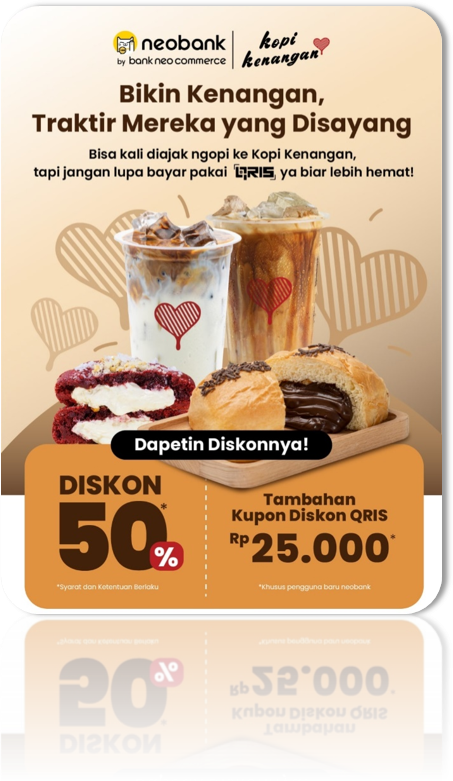 neobank
by bank neo commerce
kopi
kenangan
Bikin Kenangan,
Traktir Mereka yang Disayang
Bisa kali diajak ngopi ke Kopi Kenangan,
tapi jangan lupa bayar pakai QRIS, ya biar lebih hemat!
Dapetin Diskonnya!
DISKON
50%*
*Syarat dan Ketentuan Berlaku
Tambahan
Kupon Diskon QRIS
Rp 25.000*
*Khusus pengguna baru neobank